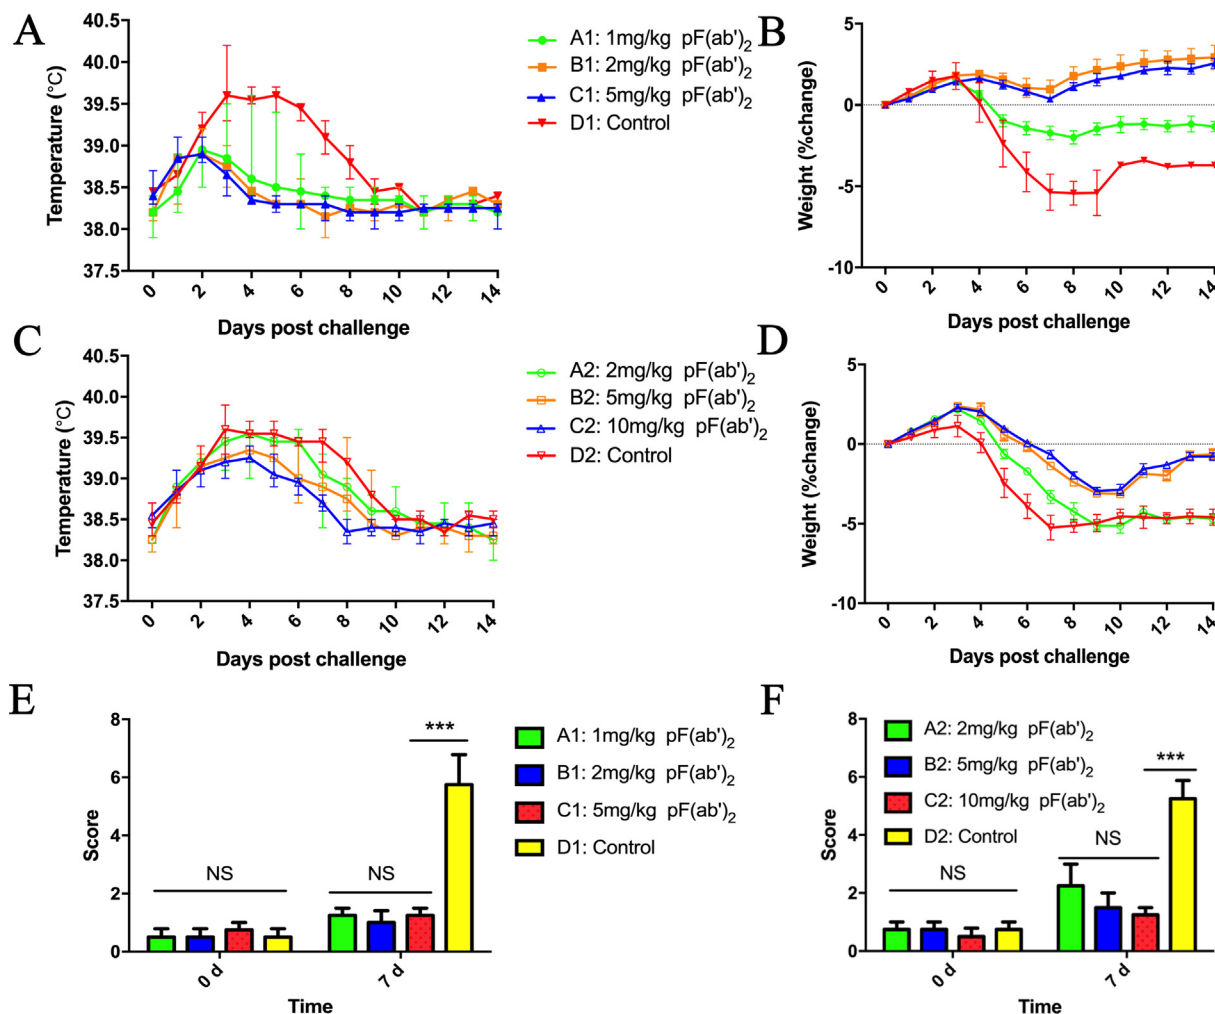 A
40.5
40.0
39.5
39.0
38.5
38.0
37.5
Temperature (°C)
0
2
4
6
8
10
12
14
Days post challenge
A1: 1mg/kg pF(ab')2
B1: 2mg/kg pF(ab')2
C1: 5mg/kg pF(ab')2
D1: Control
B
5
0
-5
-10
Weight (%change)
0
2
4
6
8
10
12
14
Days post challenge
C
40.5
40.0
39.5
39.0
38.5
38.0
37.5
Temperature (°C)
0
2
4
6
8
10
12
14
Days post challenge
A2: 2mg/kg pF(ab')2
B2: 5mg/kg pF(ab')2
C2: 10mg/kg pF(ab')2
D2: Control
D
5
0
-5
-10
Weight (%change)
0
2
4
6
8
10
12
14
Days post challenge
E
8
6
4
2
0
Score
NS
NS
***
0 d
7 d
Time
A1: 1mg/kg pF(ab')2
B1: 2mg/kg pF(ab')2
C1: 5mg/kg pF(ab')2
D1: Control
F
8
6
4
2
0
Score
A2: 2mg/kg pF(ab')2
B2: 5mg/kg pF(ab')2
C2: 10mg/kg pF(ab')2
D2: Control
NS
NS
***
0 d
7 d
Time